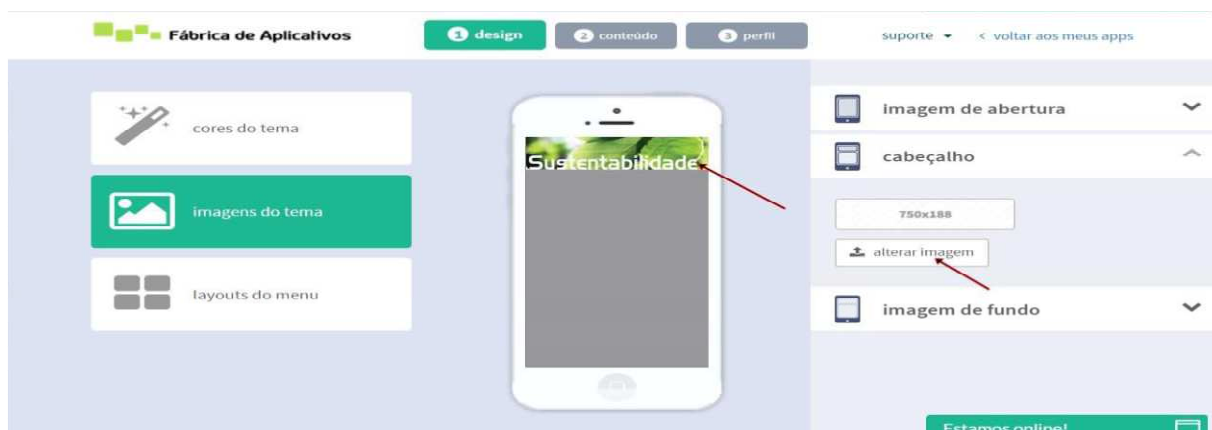 Fábrica de Aplicativos
1 design
2 conteúdo
3 perfil
suporte
< voltar aos meus apps
cores do tema
imagens do tema
layouts do menu
Sustentabilidade
imagem de abertura
cabeçalho
750x188
alterar imagem
imagem de fundo
Estamos online!